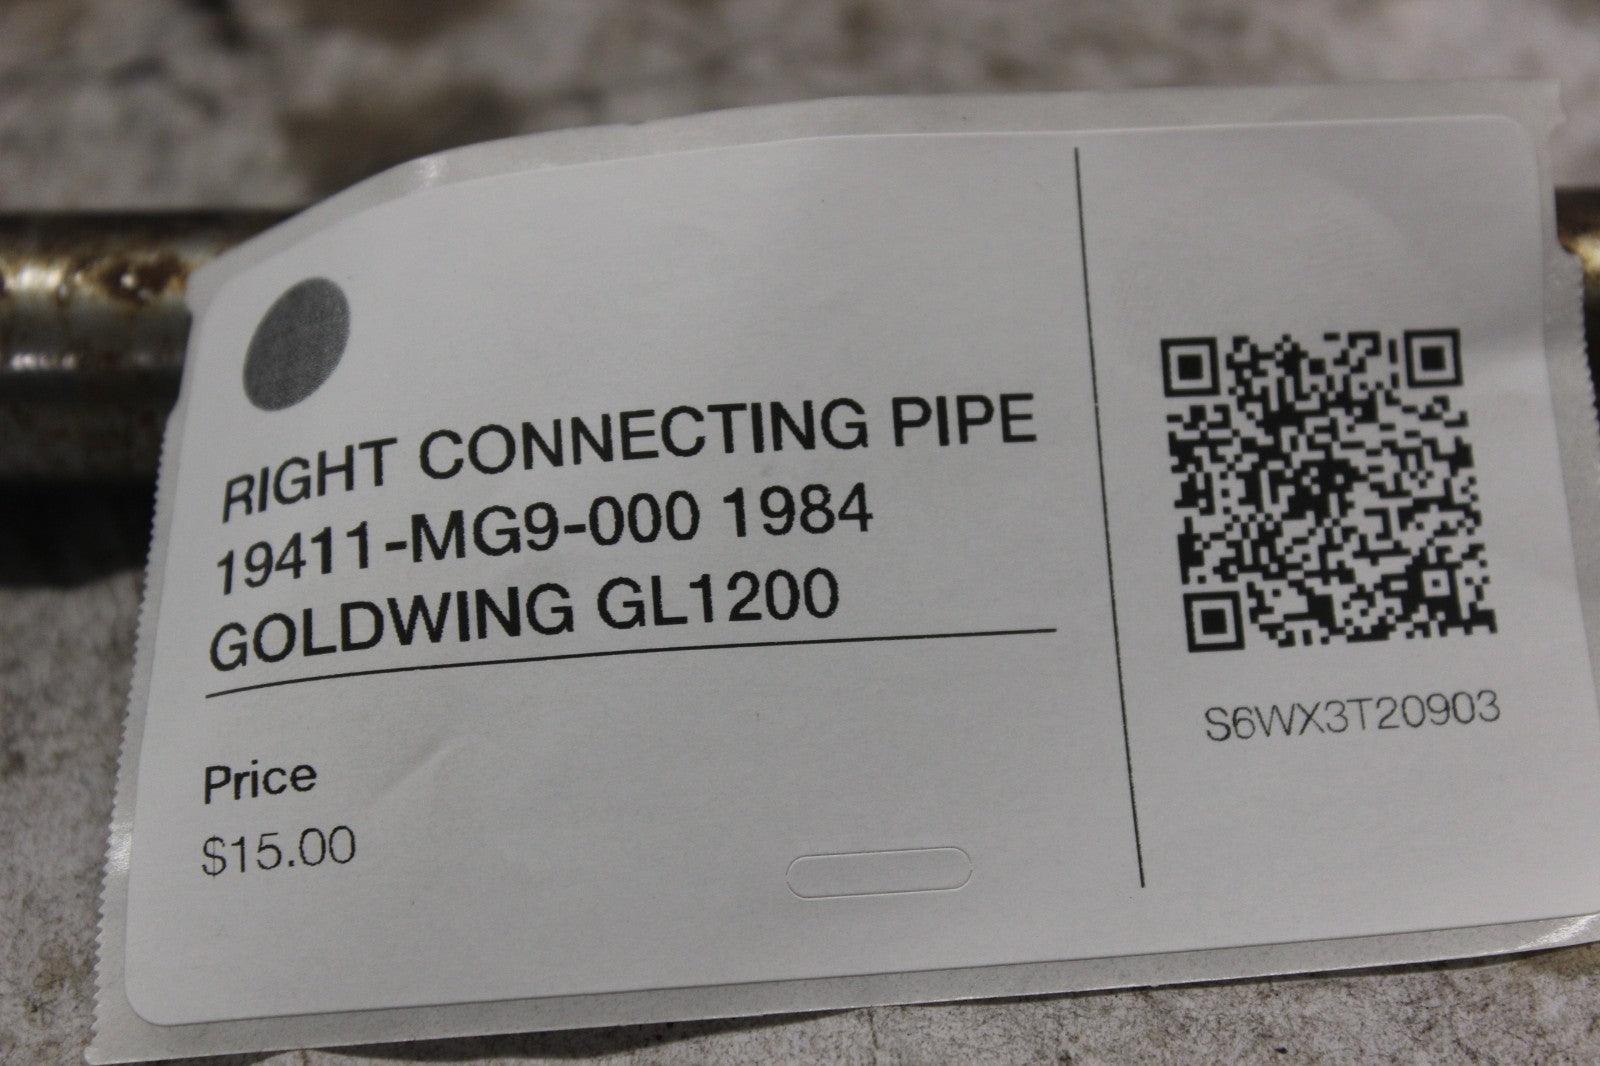 RIGHT CONNECTING PIPE
19411-MG9-000 1984
GOLDWING GL1200
Price
$15.00
S6WX3T20903